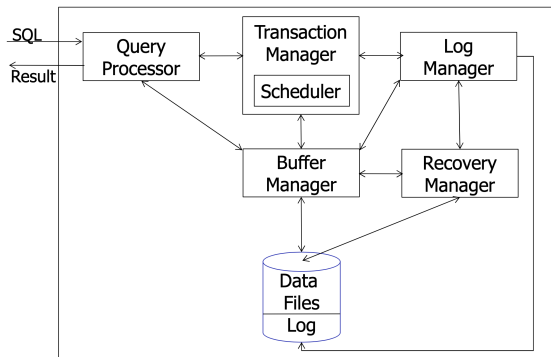 SQL
Result
Query
Processor
Transaction
Manager
Scheduler
Log
Manager
Buffer
Manager
Recovery
Manager
Data
Files
Log